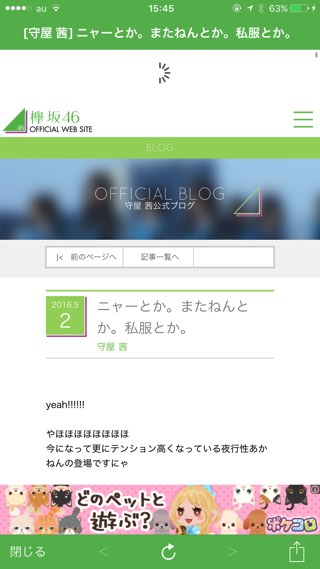 au 15:45 63%
[守屋 茜] ニャーとか。またねんとか。私服とか。
欅坂46
OFFICIAL WEB SITE
BLOG
OFFICIAL BLOG
守屋 茜公式ブログ
|< 前のページへ 記事一覧へ
2016.5
2
ニャーとか。またねんと
か。私服とか。
守屋 茜
yeah!!!!!!
やほほほほほほほほ
今になって更にテンション高くなっている夜行性あか
ねんの登場ですにゃ
どのペットと
遊ぶ?
ポケコロ
閉じる